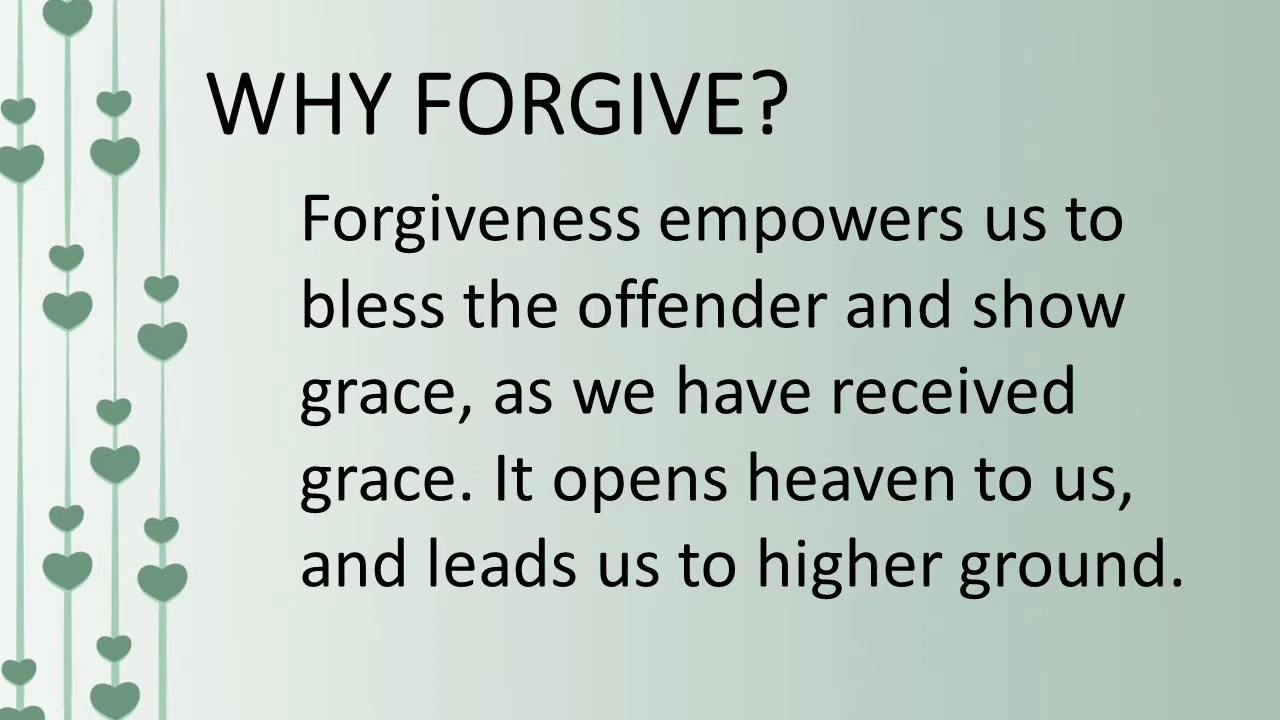 WHY FORGIVE?
Forgiveness empowers us to
bless the offender and show
grace, as we have received
grace. It opens heaven to us,
and leads us to higher ground.